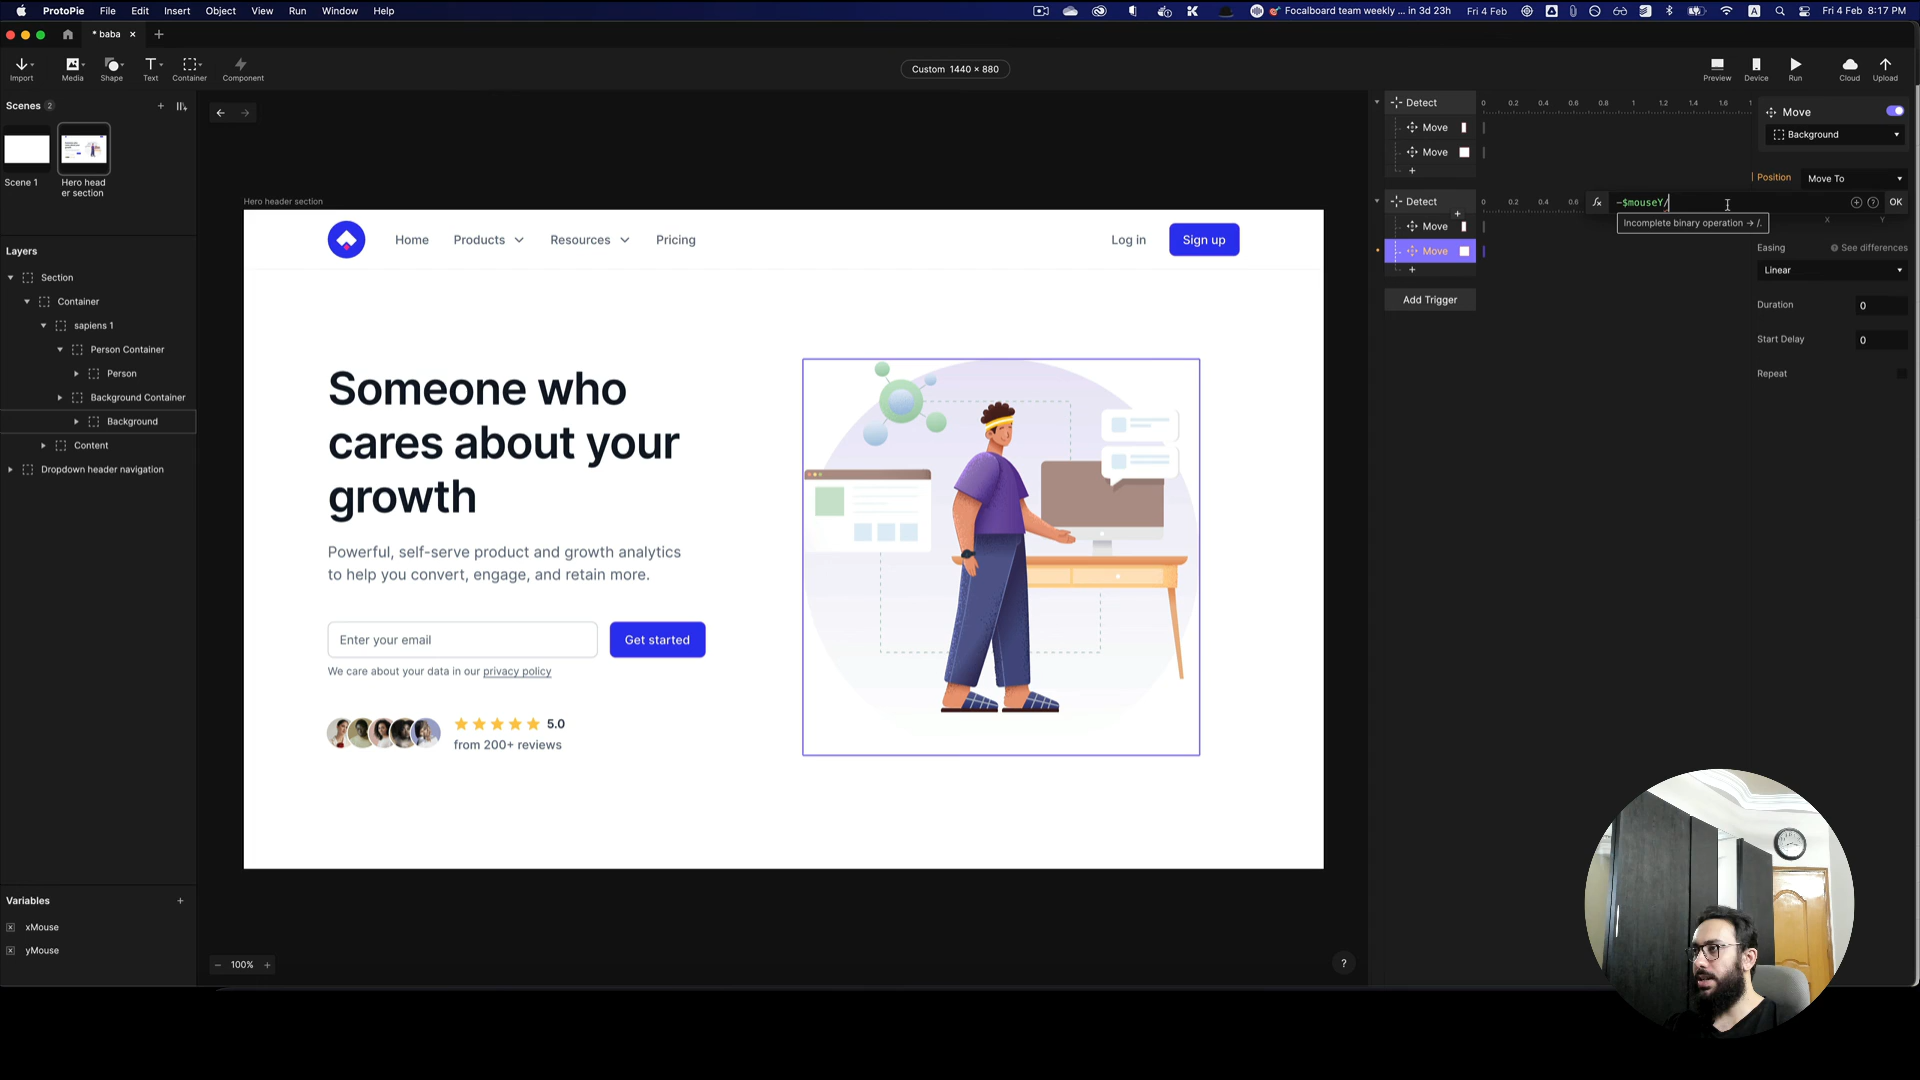 ProtoPie File Edit Insert Object View Run Window Help
Focalboard team weekly ... in 3d 23h Fri 4 Feb Fri 4 Feb 8:17 PM
* baba
Import Media Shape Text Container Component
Custom 1440 × 880
Preview Device Run Cloud Upload
Scenes 2
Scene 1
Hero head
er section
Layers
Section
Container
sapiens 1
Person Container
Person
Background Container
Background
Content
Dropdown header navigation
Variables
xMouse
yMouse
Hero header section
Home Products Resources Pricing Log in Sign up
Someone who
cares about your
growth
Powerful, self-serve product and growth analytics
to help you convert, engage, and retain more.
Enter your email Get started
We care about your data in our privacy policy
5.0
from 200+ reviews
100%
?
Detect 0 0.2 0.4 0.6 0.8 1 1.2 1.4 1.6 1
Move
Move
Detect 0 0.2 0.4 0.6
Move
Move
Add Trigger
Move
Background
Position Move To
-$mouseY/ OK
Incomplete binary operation → /.
X Y
Easing See differences
Linear
Duration 0
Start Delay 0
Repeat